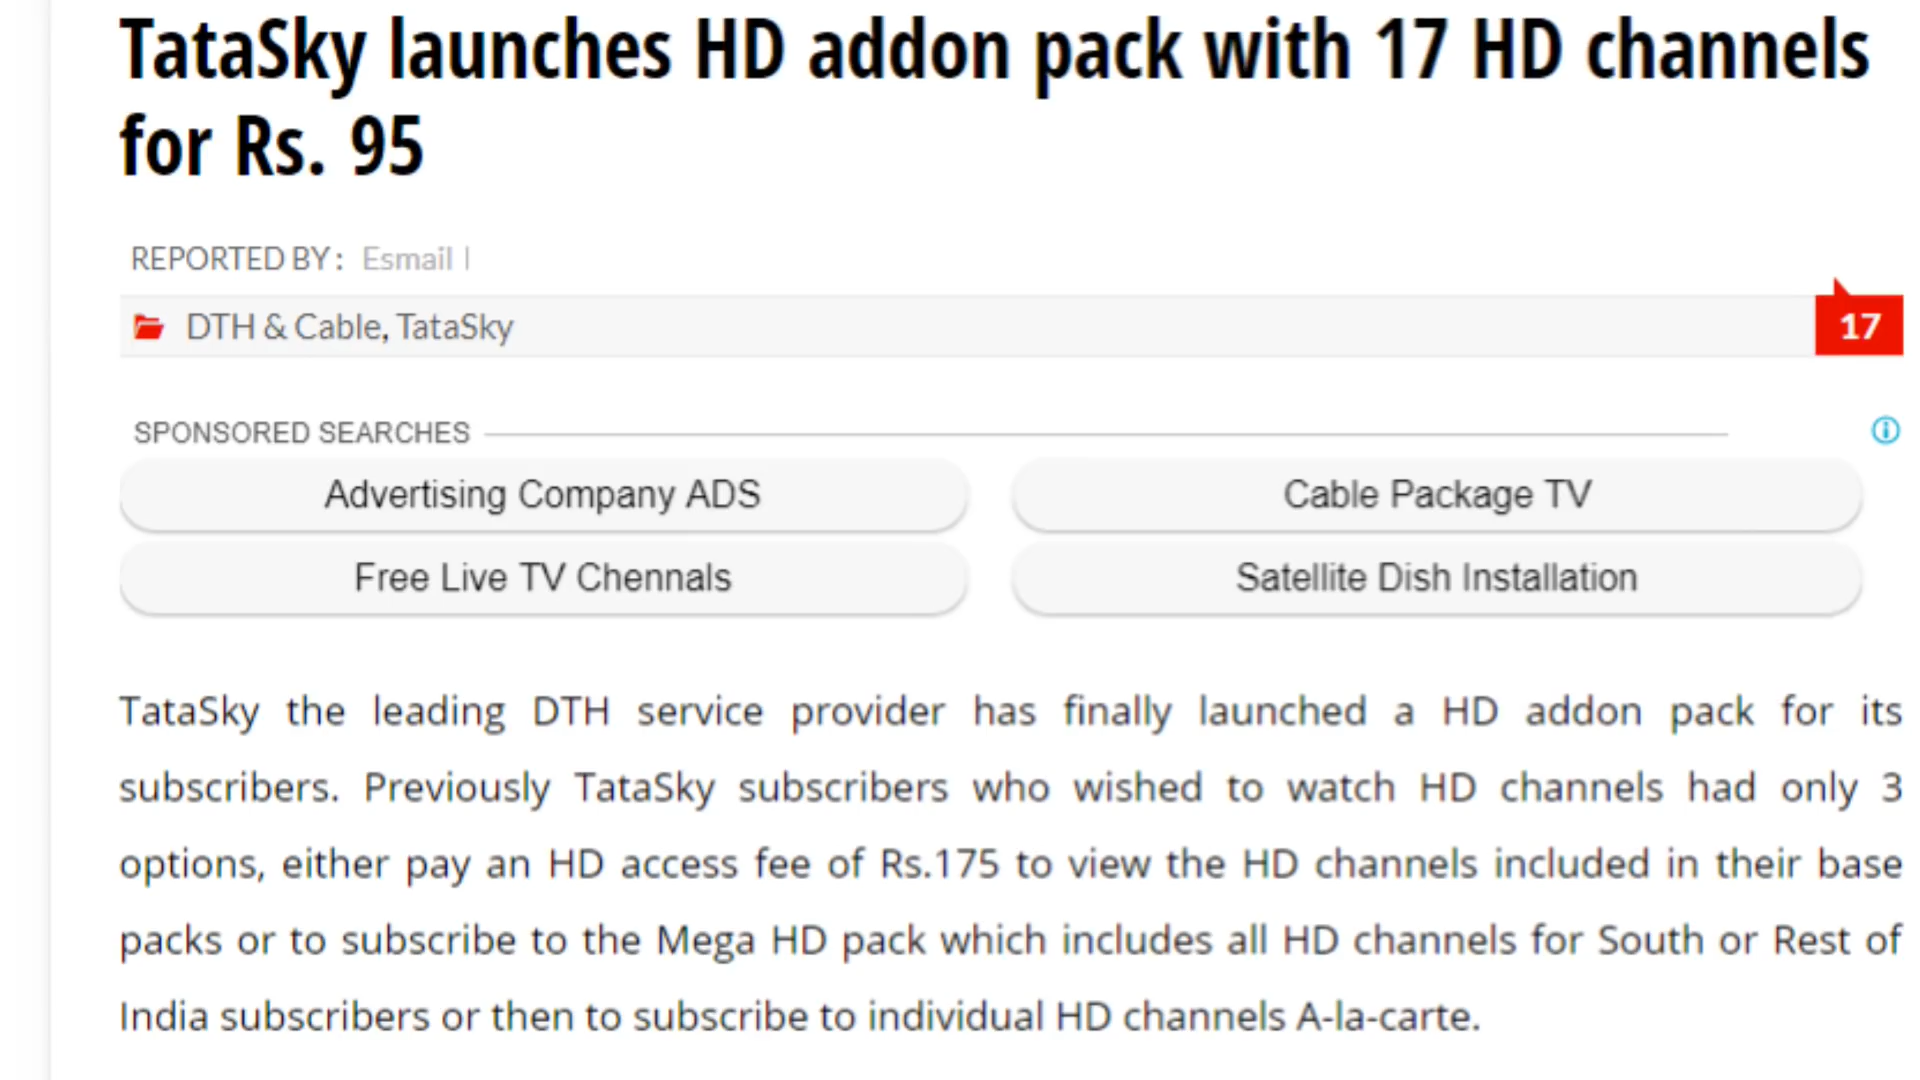 TataSky launches HD addon pack with 17 HD channels
for Rs. 95
REPORTED BY : Esmail |
DTH & Cable, TataSky
17
SPONSORED SEARCHES
Advertising Company ADS
Cable Package TV
Free Live TV Chennals
Satellite Dish Installation
TataSky the leading DTH service provider has finally launched a HD addon pack for its
subscribers. Previously TataSky subscribers who wished to watch HD channels had only 3
options, either pay an HD access fee of Rs.175 to view the HD channels included in their base
packs or to subscribe to the Mega HD pack which includes all HD channels for South or Rest of
India subscribers or then to subscribe to individual HD channels A-la-carte.